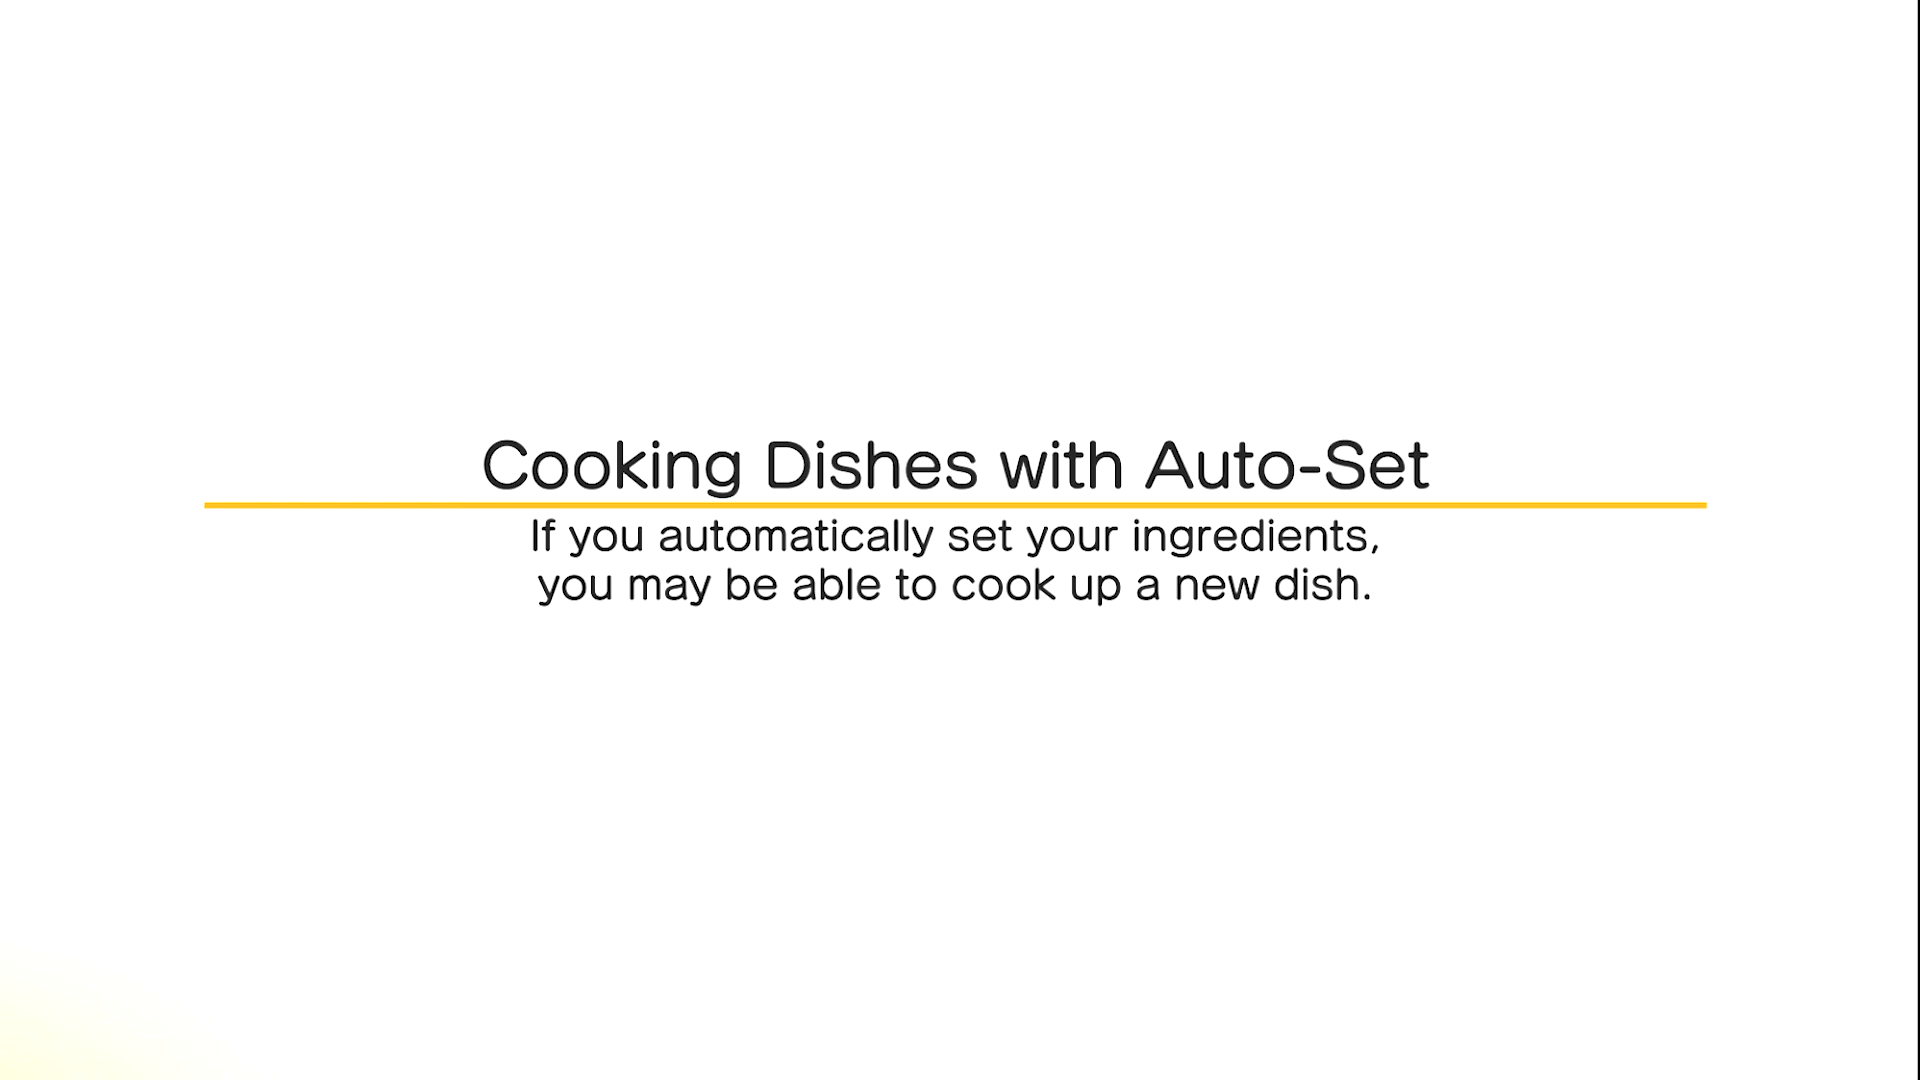 Cooking Dishes with Auto-Set
If you automatically set your ingredients,
you may be able to cook up a new dish.